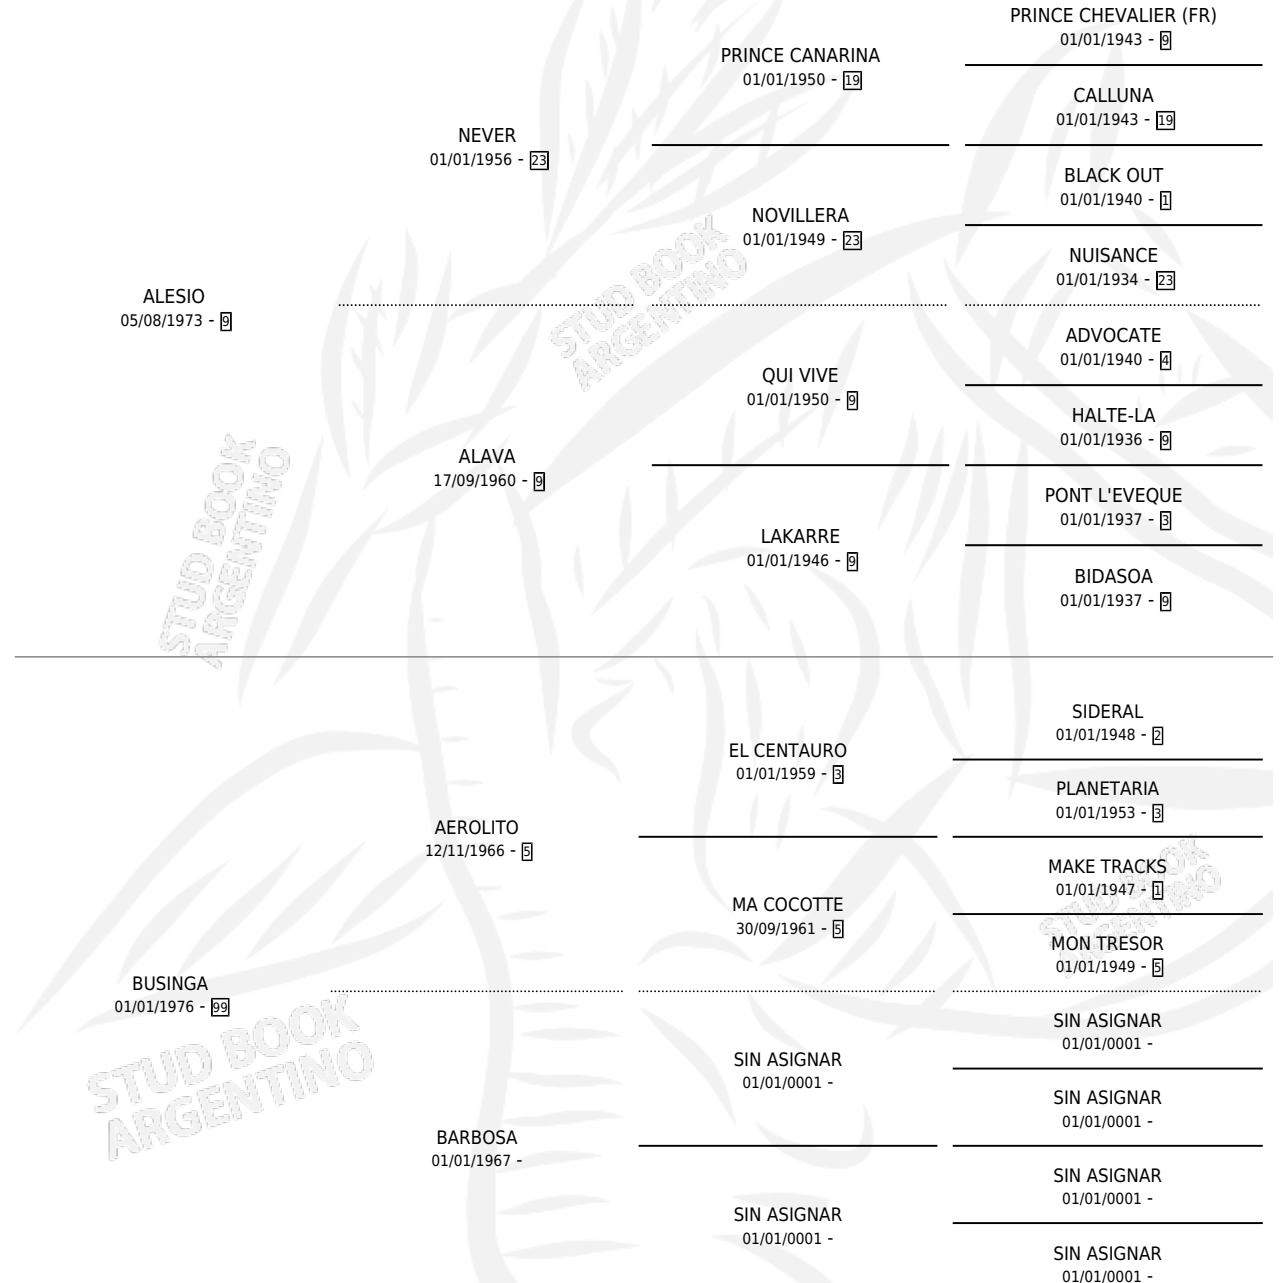 PRINCE CHEVALIER (FR)
01/01/1943 - 9
PRINCE CANARINA
01/01/1950 - 19
CALLUNA
01/01/1943 - 19
NEVER
01/01/1956 - 23
BLACK OUT
01/01/1940 - 1
NOVILLERA
01/01/1949 - 23
NUISANCE
01/01/1934 - 23
ALESIO
05/08/1973 - 9
ADVOCATE
01/01/1940 - 4
QUI VIVE
01/01/1950 - 9
HALTE-LA
01/01/1936 - 9
ALAVA
17/09/1960 - 9
PONT L'EVEQUE
01/01/1937 - 3
LAKARRE
01/01/1946 - 9
BIDASOA
01/01/1937 - 9
SIDERAL
01/01/1948 - 2
EL CENTAURO
01/01/1959 - 3
PLANETARIA
01/01/1953 - 3
AEROLITO
12/11/1966 - 5
MAKE TRACKS
01/01/1947 - 1
MA COCOTTE
30/09/1961 - 5
MON TRESOR
01/01/1949 - 5
BUSINGA
01/01/1976 - 99
SIN ASIGNAR
01/01/0001 -
SIN ASIGNAR
01/01/0001 -
SIN ASIGNAR
01/01/0001 -
BARBOSA
01/01/1967 -
SIN ASIGNAR
01/01/0001 -
SIN ASIGNAR
01/01/0001 -
SIN ASIGNAR
01/01/0001 -
STUD BOOK
ARGENTINO
STUD BOOK
ARGENTINO
STUD BOOK
ARGENTINO
STUD BOOK
ARGENTINO